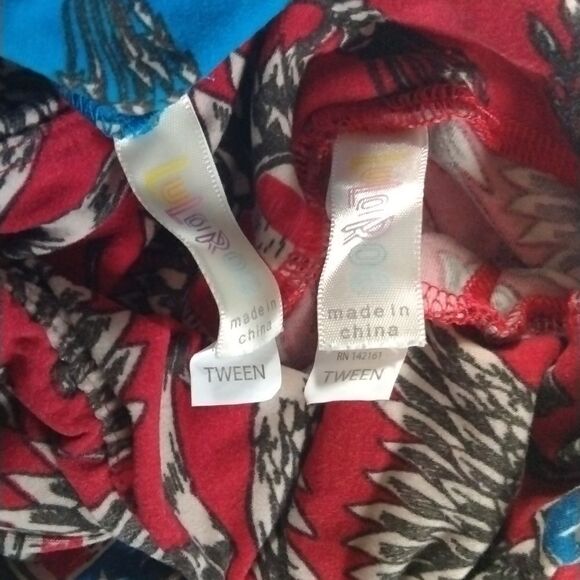 LuLaRoe
made in
china
TWEEN
LuLaRoe
made in
china
RN 142161
TWEEN